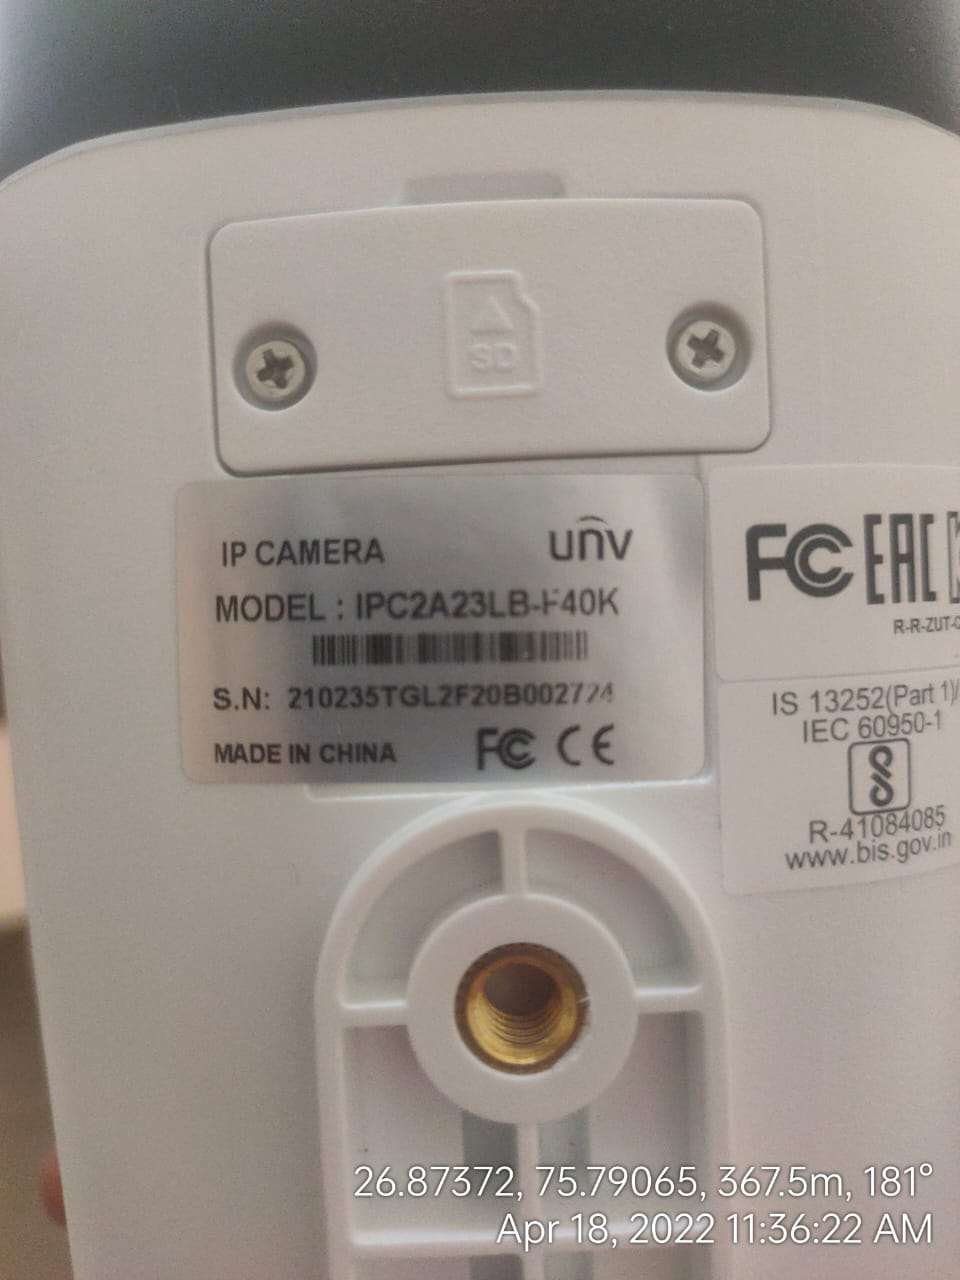 SD
IP CAMERA
unv
MODEL : IPC2A23LB-F40K
S.N: 210235TGL2F20B002724
MADE IN CHINA
FC CE
FC EAC
IS 13252(Part 1)/
IEC 60950-1
R-41084085
www.bis.gov.in
26.87372, 75.79065, 367.5m, 181°
Apr 18, 2022 11:36:22 AM